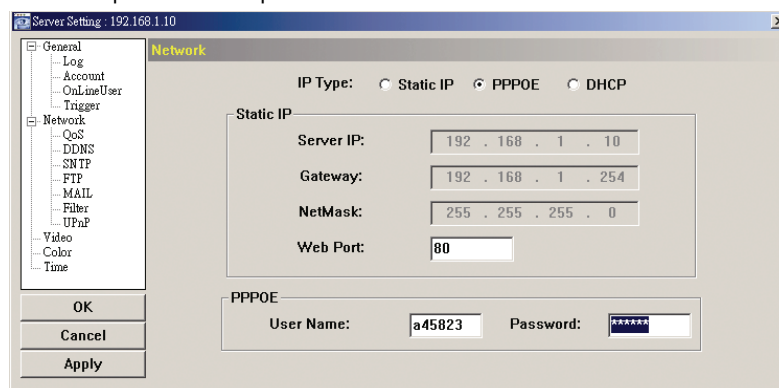 Server Setting : 192.168.1.10
General
Log
Account
OnLineUser
Trigger
Network
QoS
DDNS
SNTP
FTP
MAIL
Filter
UPnP
Video
Color
Time
OK
Cancel
Apply
Network
IP Type: Static IP PPPOE DHCP
Static IP
Server IP: 192 . 168 . 1 . 10
Gateway: 192 . 168 . 1 . 254
NetMask: 255 . 255 . 255 . 0
Web Port: 80
PPPOE
User Name: a45823 Password: ******